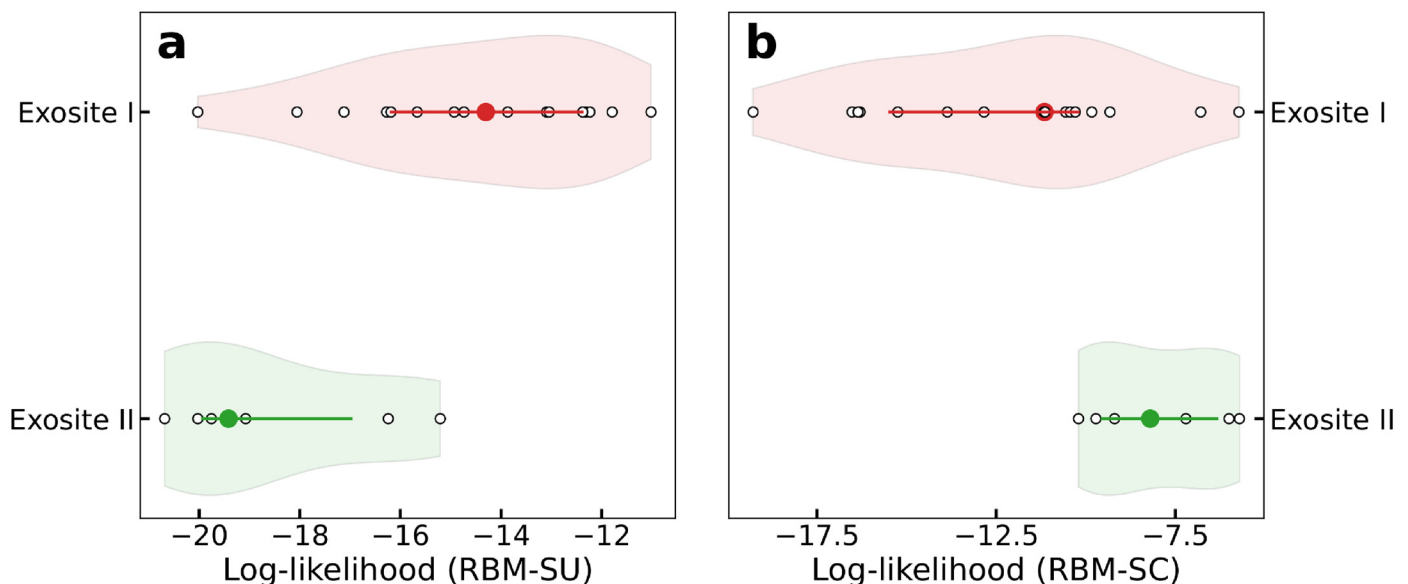 a
b
Exosite I
Exosite I
Exosite II
Exosite II
−20 −18 −16 −14 −12
−17.5 −12.5 −7.5
Log-likelihood (RBM-SU)
Log-likelihood (RBM-SC)